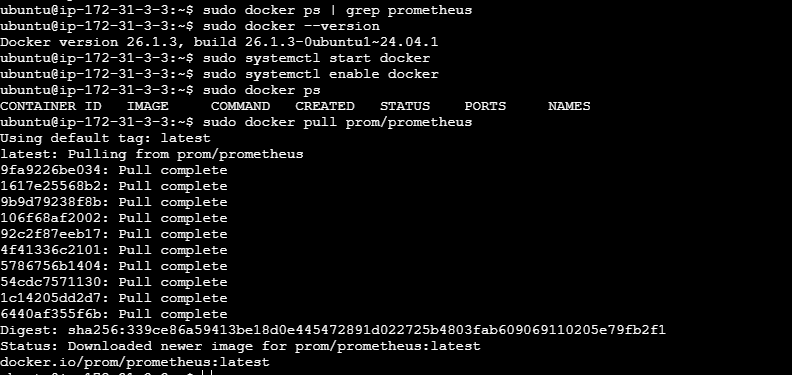 ubuntu@ip-172-31-3-3:~$ sudo docker ps | grep prometheus
ubuntu@ip-172-31-3-3:~$ sudo docker --version
Docker version 26.1.3, build 26.1.3-0ubuntu1~24.04.1
ubuntu@ip-172-31-3-3:~$ sudo systemctl start docker
ubuntu@ip-172-31-3-3:~$ sudo systemctl enable docker
ubuntu@ip-172-31-3-3:~$ sudo docker ps
CONTAINER ID   IMAGE     COMMAND   CREATED   STATUS    PORTS     NAMES
ubuntu@ip-172-31-3-3:~$ sudo docker pull prom/prometheus
Using default tag: latest
latest: Pulling from prom/prometheus
9fa9226be034: Pull complete
1617e25568b2: Pull complete
9b9d79238f8b: Pull complete
106f68af2002: Pull complete
92c2f87eeb17: Pull complete
4f41336c2101: Pull complete
5786756b1404: Pull complete
54cdc7571130: Pull complete
1c14205dd2d7: Pull complete
6440af355f6b: Pull complete
Digest: sha256:339ce86a59413be18d0e445472891d022725b4803fab609069110205e79fb2f1
Status: Downloaded newer image for prom/prometheus:latest
docker.io/prom/prometheus:latest